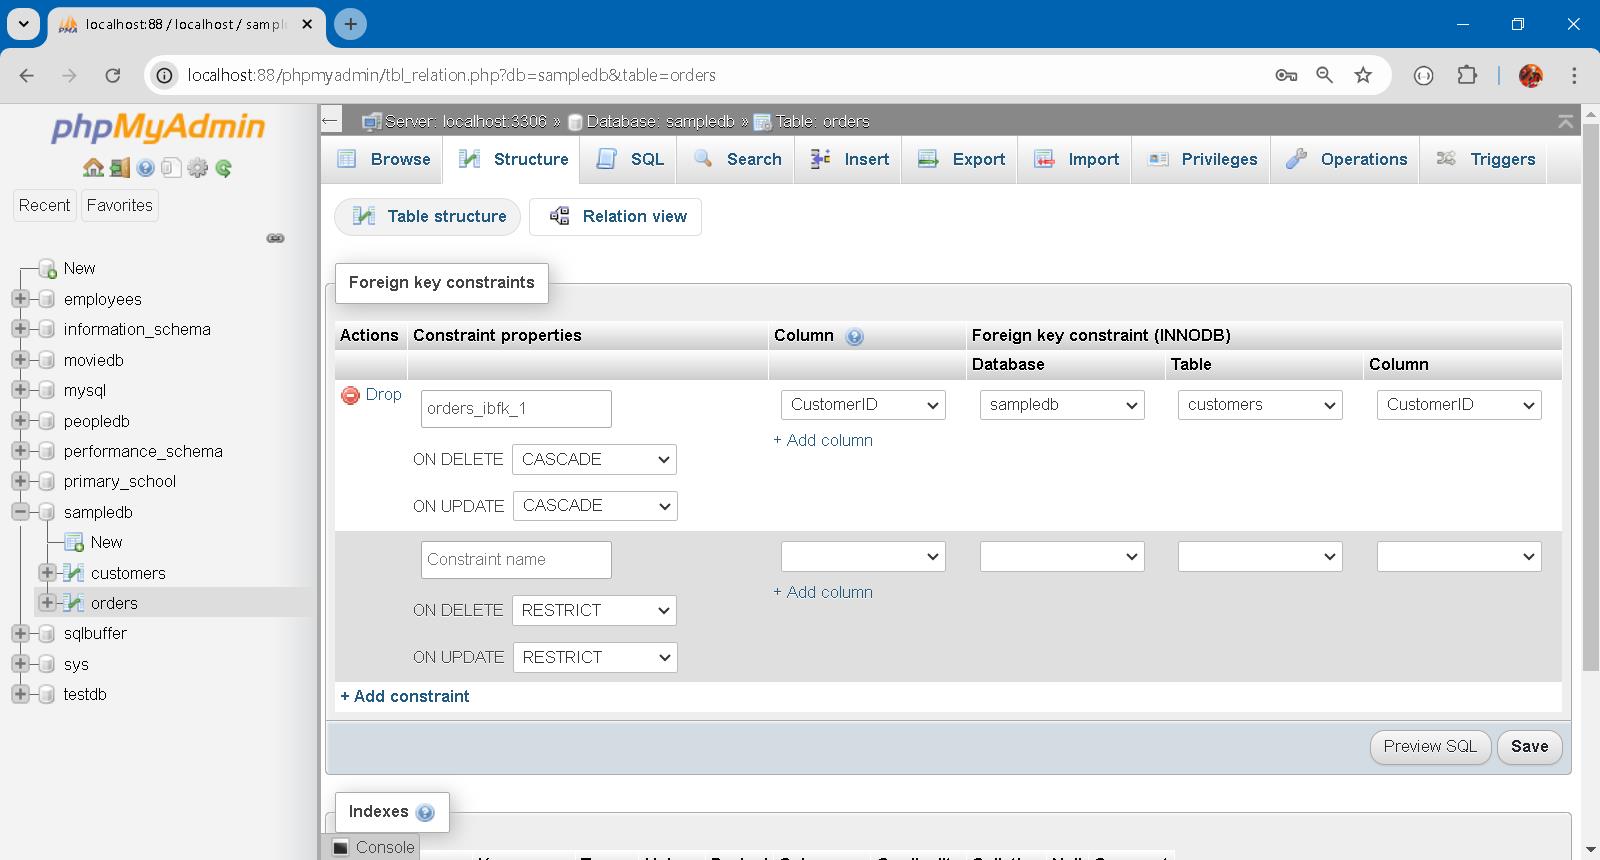 localhost:88 / localhost / sampl
localhost:88/phpmyadmin/tbl_relation.php?db=sampledb&table=orders
phpMyAdmin
Recent Favorites
New
employees
information_schema
moviedb
mysql
peopledb
performance_schema
primary_school
sampledb
New
customers
orders
sqlbuffer
sys
testdb
Server: localhost:3306 » Database: sampledb » Table: orders
Browse Structure SQL Search Insert Export Import Privileges Operations Triggers
Table structure Relation view
Foreign key constraints
Actions Constraint properties Column Foreign key constraint (INNODB)
Database Table Column
Drop orders_ibfk_1 CustomerID sampledb customers CustomerID
+ Add column
ON DELETE CASCADE
ON UPDATE CASCADE
Constraint name
+ Add column
ON DELETE RESTRICT
ON UPDATE RESTRICT
+ Add constraint
Preview SQL Save
Indexes
Console